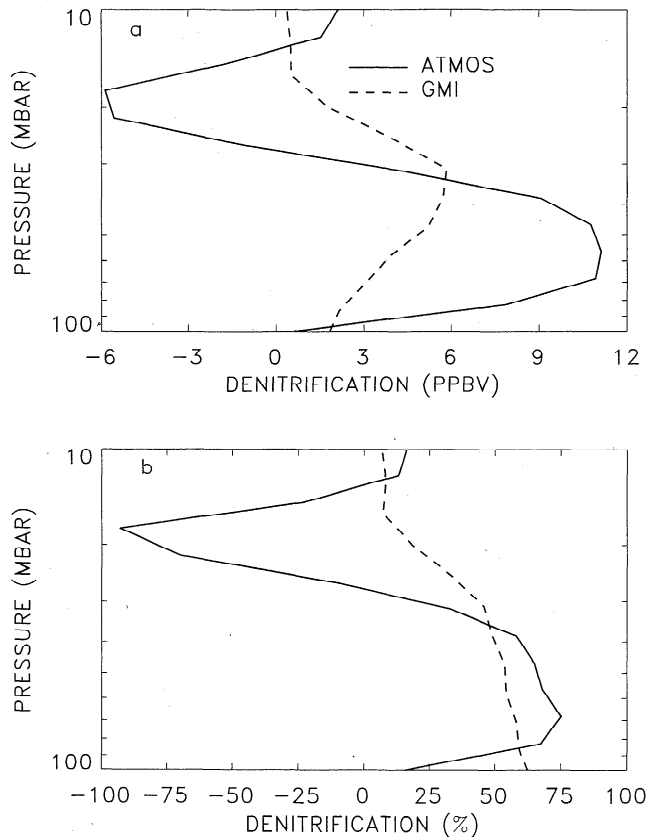 a
10
ATMOS
GMI
PRESSURE (MBAR)
100
-6 -3 0 3 6 9 12
DENITRIFICATION (PPBV)
b
10
PRESSURE (MBAR)
100
-100 -75 -50 -25 0 25 50 75 100
DENITRIFICATION (%)